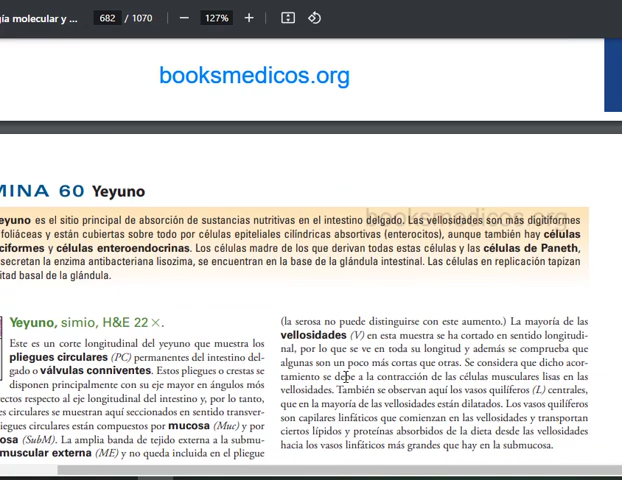 gía molecular y ...
682 / 1070
127%
booksmedicos.org
MINA 60 Yeyuno
booksmedicos.org
eyuno es el sitio principal de absorción de sustancias nutritivas en el intestino delgado. Las vellosidades son más digitiformes
foliáceas y están cubiertas sobre todo por células epiteliales cilíndricas absortivas (enterocitos), aunque también hay células
ciformes y células enteroendocrinas. Los células madre de los que derivan todas estas células y las células de Paneth,
secretan la enzima antibacteriana lisozima, se encuentran en la base de la glándula intestinal. Las células en replicación tapizan
itad basal de la glándula.
Yeyuno, simio, H&E 22 ×.
Este es un corte longitudinal del yeyuno que muestra los
pliegues circulares (PC) permanentes del intestino del-
gado o válvulas conniventes. Estos pliegues o crestas se
disponen principalmente con su eje mayor en ángulos mós
ectos respecto al eje longitudinal del intestino y, por lo tanto,
es circulares se muestran aquí seccionados en sentido transver-
liegues circulares están compuestos por mucosa (Muc) y por
osa (SubM). La amplia banda de tejido externa a la submu-
muscular externa (ME) y no queda incluida en el pliegue
(la serosa no puede distinguirse con este aumento.) La mayoría de las
vellosidades (V) en esta muestra se ha cortado en sentido longitudi-
nal, por lo que se ve en toda su longitud y además se comprueba que
algunas son un poco más cortas que otras. Se considera que dicho acor-
tamiento se debe a la contracción de las células musculares lisas en las
vellosidades. También se observan aquí los vasos quilíferos (L) centrales,
que en la mayoría de las vellosidades están dilatados. Los vasos quilíferos
son capilares linfáticos que comienzan en las vellosidades y transportan
ciertos lípidos y proteínas absorbidos de la dieta desde las vellosidades
hacia los vasos linfáticos más grandes que hay en la submucosa.